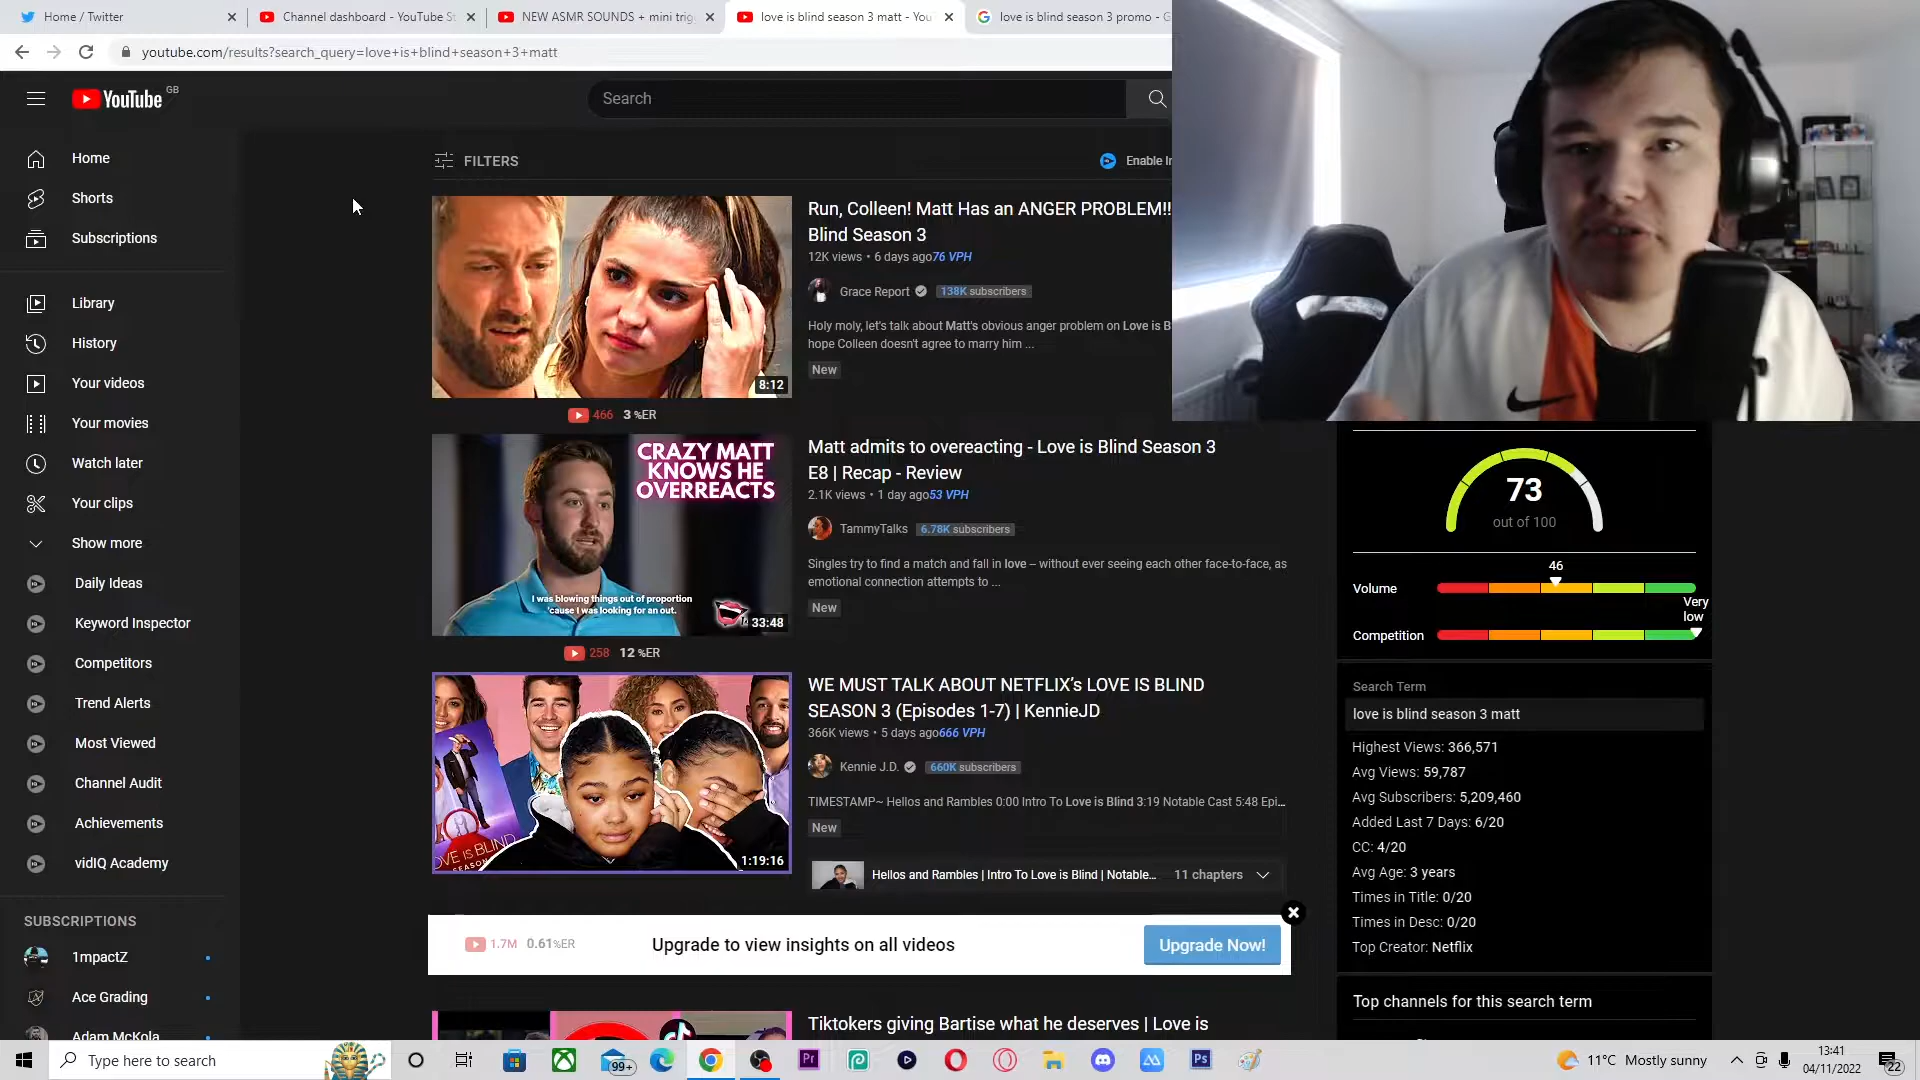 Home / Twitter
Channel dashboard - YouTube St
NEW ASMR SOUNDS + mini trig
love is blind season 3 matt - You
love is blind season 3 promo - G
youtube.com/results?search_query=love+is+blind+season+3+matt
YouTube GB
Search
FILTERS
Enable In
Home
Shorts
Subscriptions
Library
History
Your videos
Your movies
Watch later
Your clips
Show more
Daily Ideas
Keyword Inspector
Competitors
Trend Alerts
Most Viewed
Channel Audit
Achievements
vidIQ Academy
SUBSCRIPTIONS
1mpactZ
Ace Grading
Adam McKola
8:12
466 3 %ER
Run, Colleen! Matt Has an ANGER PROBLEM!!
Blind Season 3
12K views • 6 days ago76 VPH
Grace Report 138K subscribers
Holy moly, let's talk about Matt's obvious anger problem on Love is B
hope Colleen doesn't agree to marry him ...
New
CRAZY MATT
KNOWS HE
OVERREACTS
I was blowing things out of proportion
'cause I was looking for an out.
33:48
258 12 %ER
Matt admits to overeacting - Love is Blind Season 3
E8 | Recap - Review
2.1K views • 1 day ago53 VPH
TammyTalks 6.78K subscribers
Singles try to find a match and fall in love – without ever seeing each other face-to-face, as
emotional connection attempts to ...
New
OVE IS BLIND
SEASON
1:19:16
WE MUST TALK ABOUT NETFLIX's LOVE IS BLIND
SEASON 3 (Episodes 1-7) | KennieJD
366K views • 5 days ago666 VPH
Kennie J.D. 660K subscribers
TIMESTAMP~ Hellos and Rambles 0:00 Intro To Love is Blind 3:19 Notable Cast 5:48 Epi...
New
Hellos and Rambles | Intro To Love is Blind | Notable... 11 chapters
1.7M 0.61%ER
Upgrade to view insights on all videos
Upgrade Now!
Tiktokers giving Bartise what he deserves | Love is
73
out of 100
46
Volume
Very
low
Competition
Search Term
love is blind season 3 matt
Highest Views: 366,571
Avg Views: 59,787
Avg Subscribers: 5,209,460
Added Last 7 Days: 6/20
CC: 4/20
Avg Age: 3 years
Times in Title: 0/20
Times in Desc: 0/20
Top Creator: Netflix
Top channels for this search term
Type here to search
99+
Pr
Ps
11°C Mostly sunny
13:41
04/11/2022
22